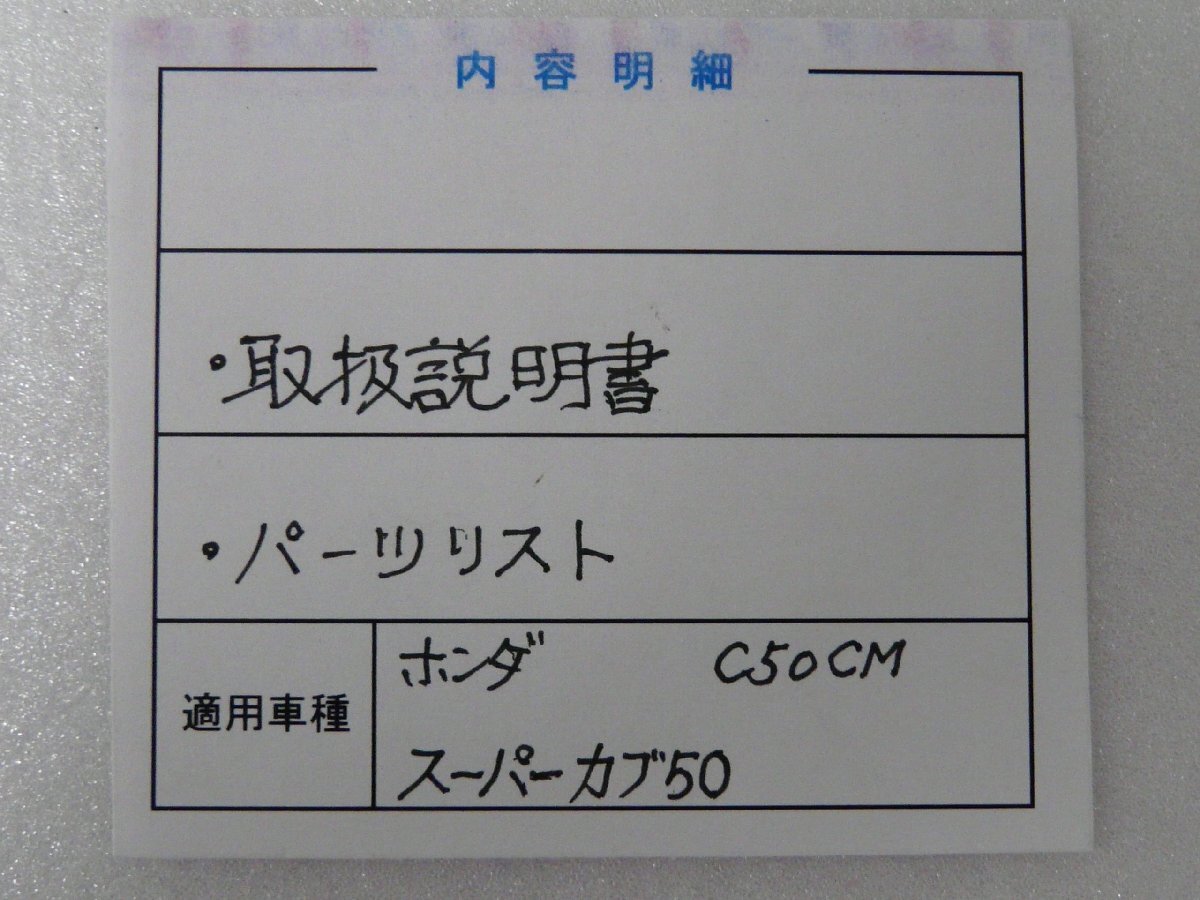 内容明細
・取扱説明書
・パーツリスト
適用車種
ホンダ C50CM
スーパーカブ50